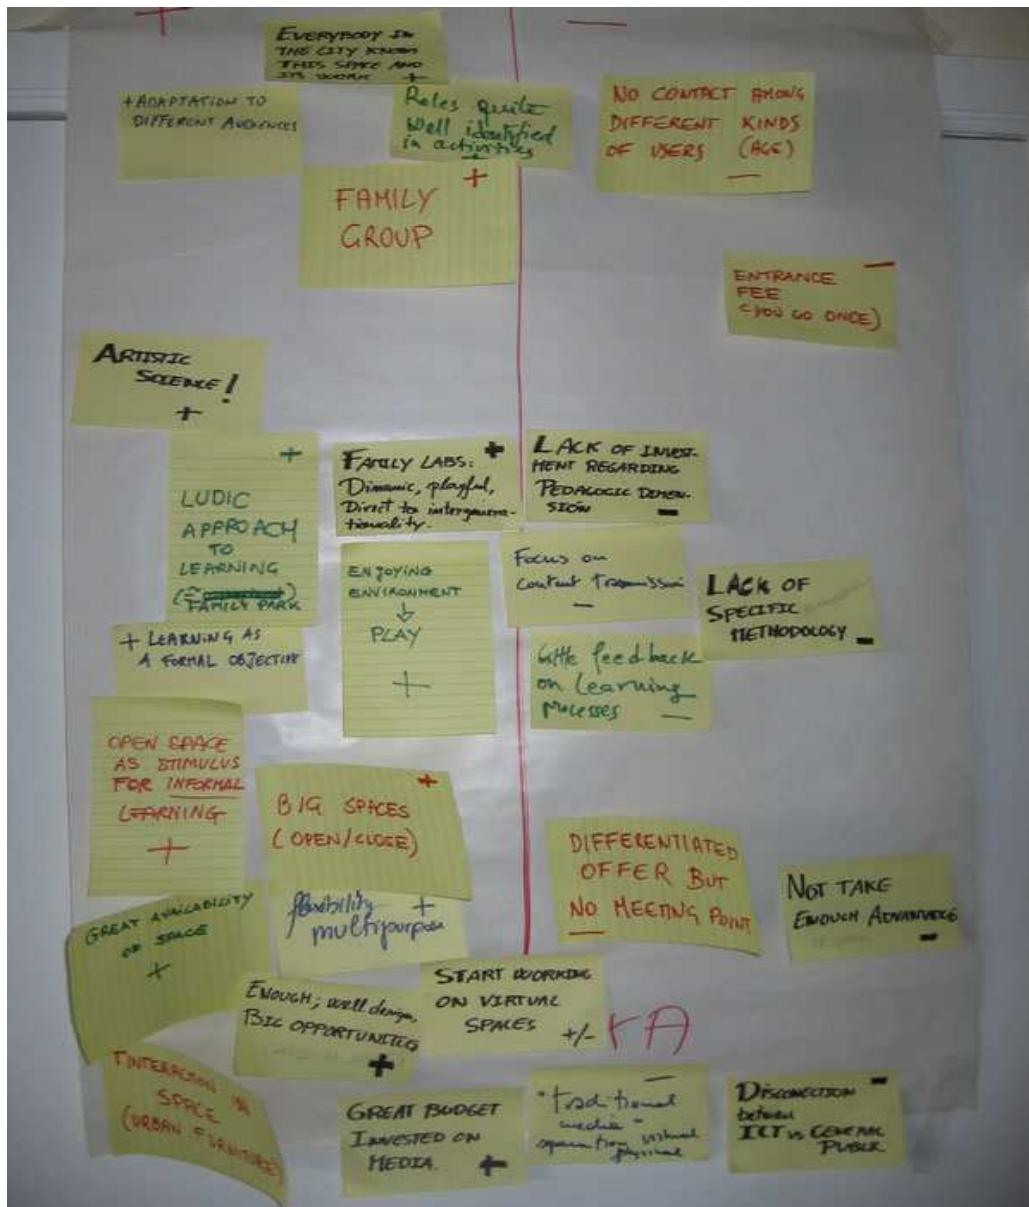 +
—
EVERYBODY IN
THE CITY KNOWS
THIS SPACE AND
ITS WORK
+
+ ADAPTATION TO
DIFFERENT AUDIENCES
Roles quite
well identified
in activities
+
NO CONTACT AMONG
DIFFERENT KINDS
OF USERS (AGE)
—
+
FAMILY
GROUP
—
ENTRANCE
FEE
(YOU GO ONCE)
ARTISTIC
SCIENCE!
+
+
LUDIC
APPROACH
TO
LEARNING
FAMILY PARK
+
FAMILY LABS:
Dinamic, playful,
Direct to intergenera-
tionality.
LACK OF INVEST-
MENT REGARDING
PEDAGOGIC DIMEN-
SION
-
ENJOYING
ENVIRONMENT
↓
PLAY
+
Focus on
content transmission
—
LACK OF
SPECIFIC
METHODOLOGY
-
+ LEARNING AS
A FORMAL OBJECTIVE
little feedback
on learning
processes
—
OPEN SPACE
AS STIMULUS
FOR INFORMAL
LEARNING
+
+
BIG SPACES
(OPEN/CLOSE)
DIFFERENTIATED
OFFER BUT
NO MEETING POINT
—
NOT TAKE
ENOUGH ADVANTAGE
-
GREAT AVAILABILITY
OF SPACE
+
flexibility +
multipurpose
ENOUGH; well design,
BIG OPPORTUNITIES
+
START WORKING
ON VIRTUAL
SPACES
+/-
INTERACTION IN
SPACE
(URBAN FURNITURE)
GREAT BUDGET
INVESTED ON
MEDIA.
+
—
"traditional
media"
separation virtual
physical
-
DISCONECTION
between
ICT vs GENERAL
PUBLIC